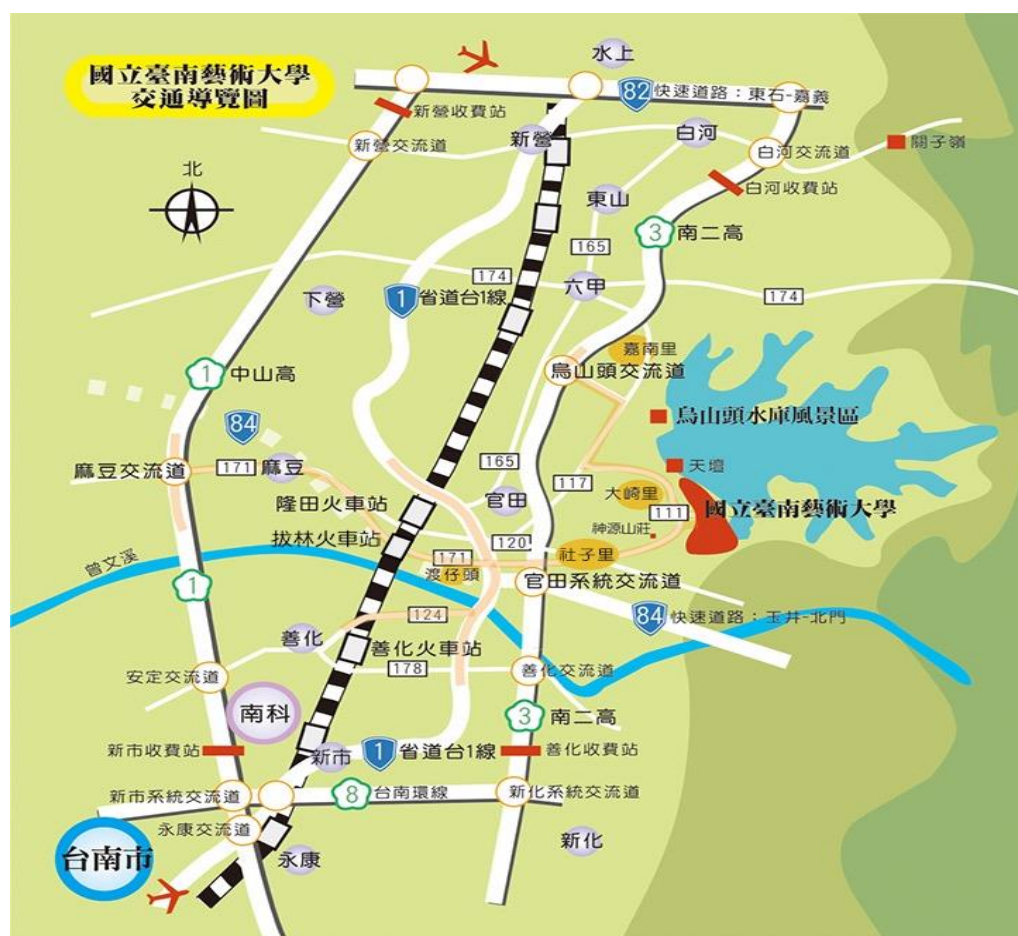 國立臺南藝術大學
交通導覽圖
水上
82 快速道路：東石-嘉義
新營收費站
新營交流道
新營
白河
白河交流道
關子嶺
北
白河收費站
東山
3 南二高
165
174
六甲
174
下營
1 省道台1線
嘉南里
烏山頭交流道
1 中山高
烏山頭水庫風景區
84
麻豆交流道
171
麻豆
165
117
天壇
官田
大崎里
隆田火車站
111
國立臺南藝術大學
神源山莊
拔林火車站
120
171
社子里
曾文溪
渡仔頭
官田系統交流道
1
124
84 快速道路：玉井-北門
善化
善化火車站
178
善化交流道
安定交流道
南科
3 南二高
新市收費站
新市
1 省道台1線
善化收費站
新市系統交流道
8 台南環線
新化系統交流道
永康交流道
新化
台南市
永康